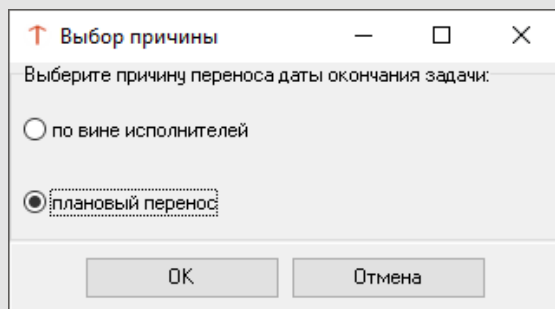 Выбор причины
Выберите причину переноса даты окончания задачи:
по вине исполнителей
плановый перенос
OK
Отмена